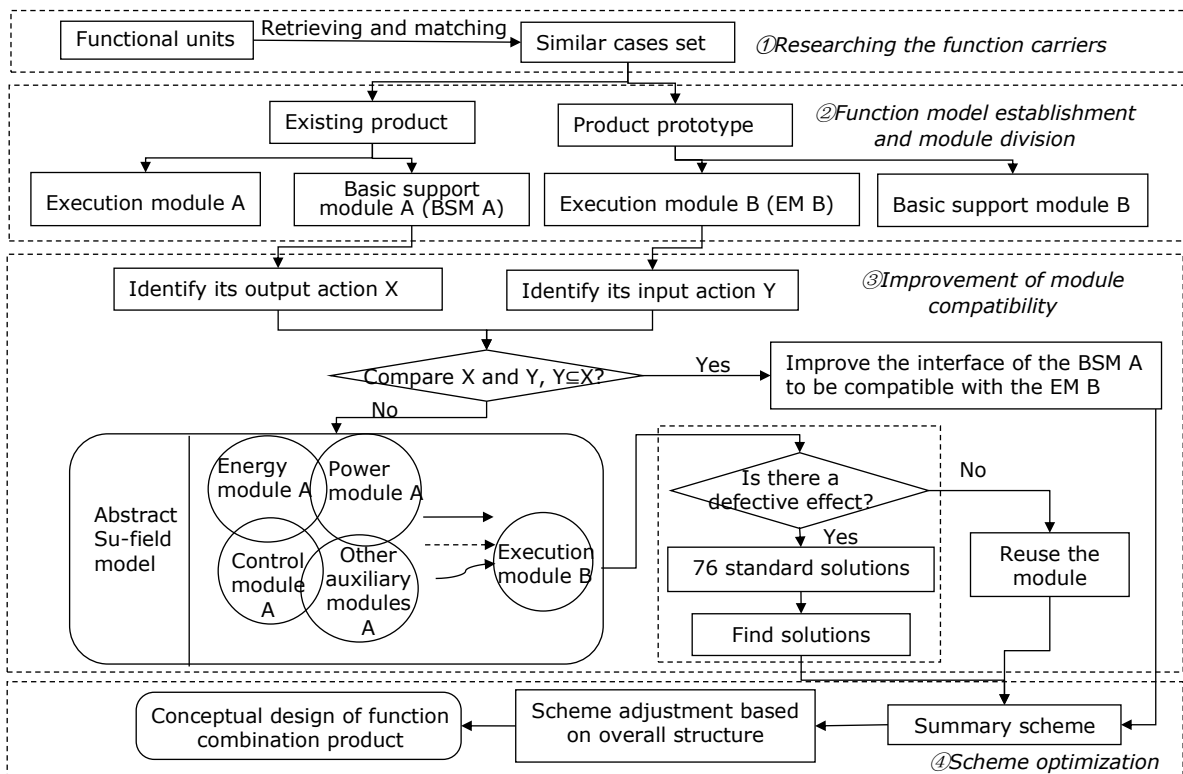 Functional units
Retrieving and matching
Similar cases set
①Researching the function carriers
Existing product
Product prototype
②Function model establishment
and module division
Execution module A
Basic support
module A (BSM A)
Execution module B (EM B)
Basic support module B
Identify its output action X
Identify its input action Y
③Improvement of module
compatibility
Compare X and Y, Y⊆X?
Yes
Improve the interface of the BSM A
to be compatible with the EM B
No
Abstract
Su-field
model
Energy
module A
Power
module A
Control
module
A
Other
auxiliary
modules
A
Execution
module B
Is there a
defective effect?
No
Yes
76 standard solutions
Find solutions
Reuse the
module
Conceptual design of function
combination product
Scheme adjustment based
on overall structure
Summary scheme
④Scheme optimization